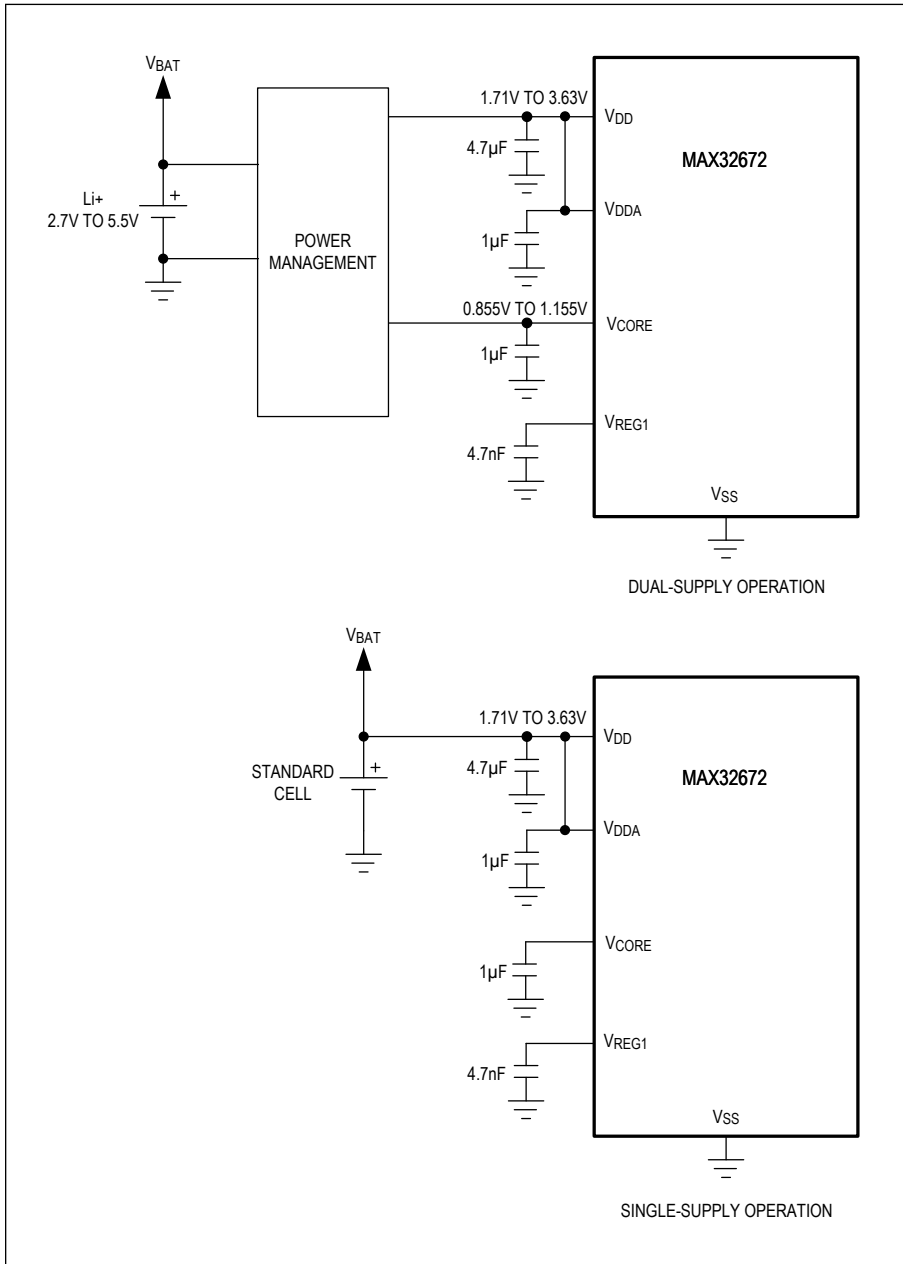 VBAT
1.71V TO 3.63V
VDD
4.7µF
MAX32672
Li+
+
2.7V TO 5.5V
VDDA
1µF
POWER
MANAGEMENT
0.855V TO 1.155V
VCORE
1µF
VREG1
4.7nF
VSS
DUAL-SUPPLY OPERATION
VBAT
1.71V TO 3.63V
VDD
STANDARD
CELL
+
4.7µF
MAX32672
VDDA
1µF
VCORE
1µF
VREG1
4.7nF
VSS
SINGLE-SUPPLY OPERATION